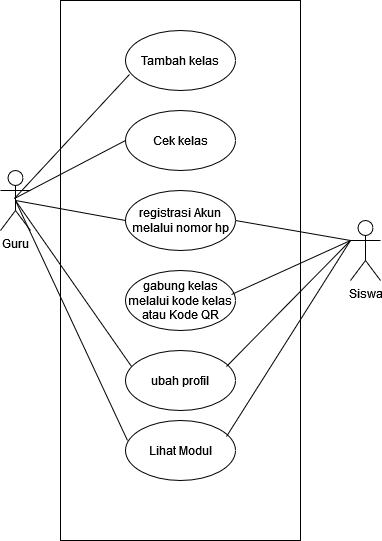 Tambah kelas
Cek kelas
registrasi Akun
melalui nomor hp
Guru
gabung kelas
melalui kode kelas
atau Kode QR
Siswa
ubah profil
Lihat Modul